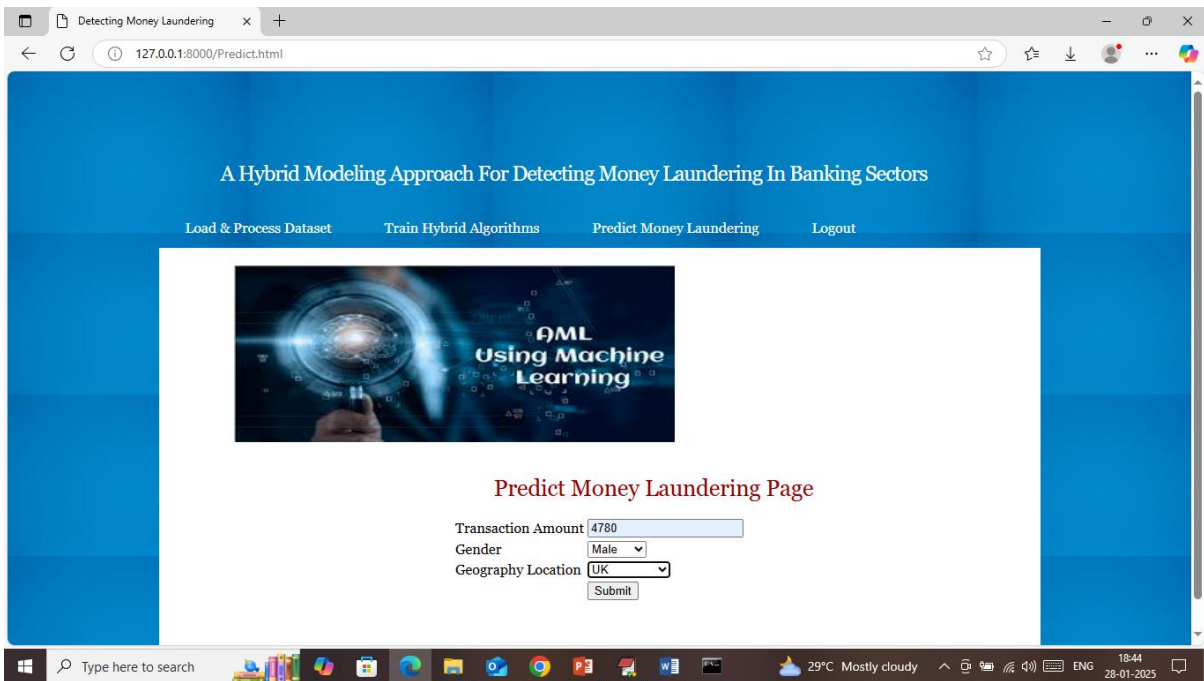 Detecting Money Laundering
127.0.0.1:8000/Predict.html
A Hybrid Modeling Approach For Detecting Money Laundering In Banking Sectors
Load & Process Dataset Train Hybrid Algorithms Predict Money Laundering Logout
AML
Using Machine
Learning
Predict Money Laundering Page
Transaction Amount 4780
Gender Male
Geography Location UK
Submit
Type here to search 29°C Mostly cloudy ENG 18:44
28-01-2025